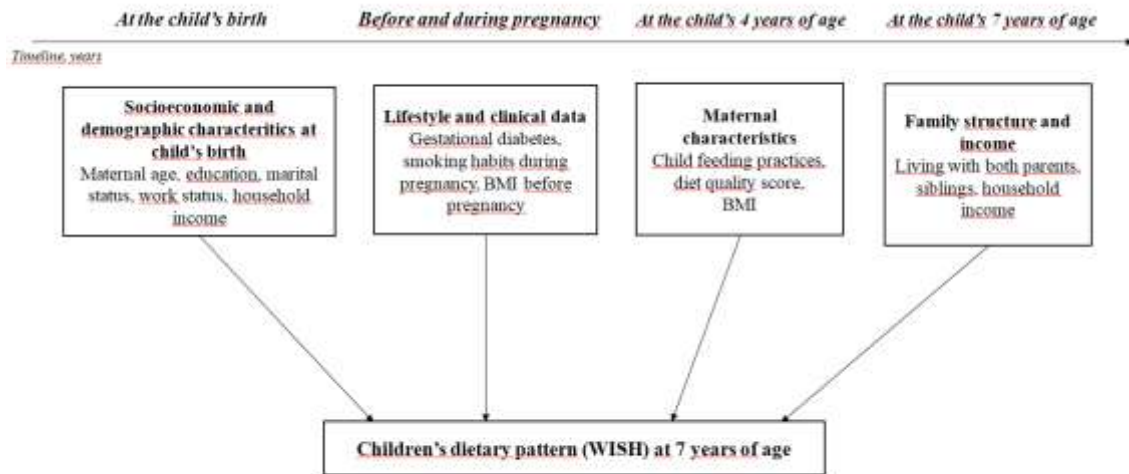 At the child's birth
Before and during pregnancy
At the child's 4 years of age
At the child's 7 years of age
Timeline, years
Socioeconomic and
demographic characteritics at
child's birth
Maternal age, education, marital
status, work status, household
income
Lifestyle and clinical data
Gestational diabetes,
smoking habits during
pregnancy, BMI before
pregnancy
Maternal
characteristics
Child feeding practices,
diet quality score,
BMI
Family structure and
income
Living with both parents,
siblings, household
income
Children's dietary pattern (WISH) at 7 years of age